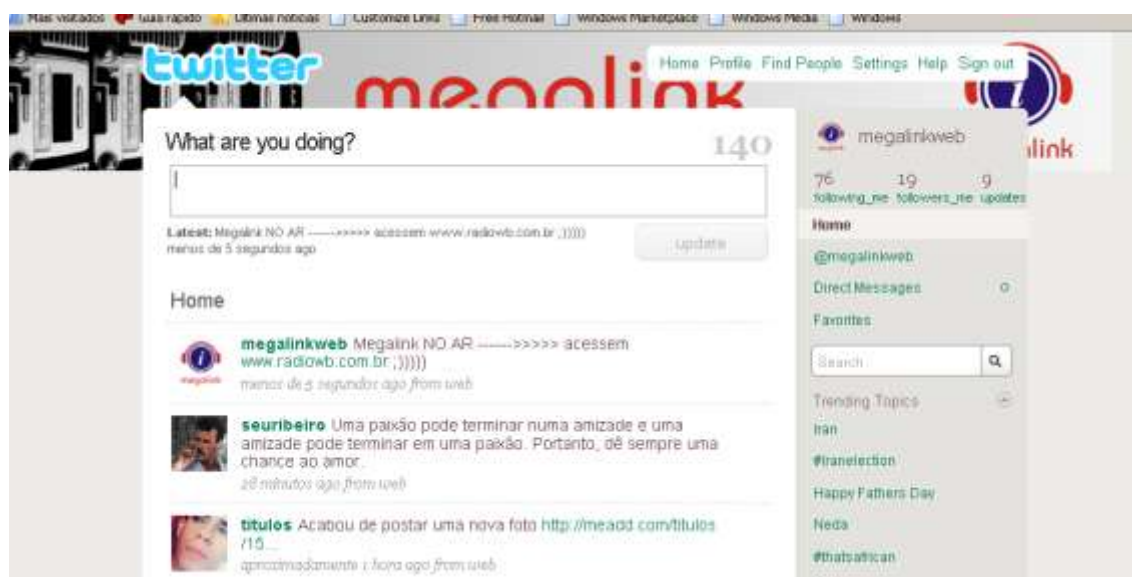 Mais visitados Guia rápido Últimas notícias Customize Links Free Hotmail Windows Marketplace Windows Media Windows
twitter
megalink
Home Profile Find People Settings Help Sign out
link
What are you doing?
140
Latest: Megalink NO AR ------>>>>> acessem www.radiowb.com.br ;)))))
menos de 5 segundos ago
update
Home
megalinkweb Megalink NO AR ------>>>>> acessem
www.radiowb.com.br ;)))))
menos de 5 segundos ago from web
megalink
seuribeiro Uma paixão pode terminar numa amizade e uma
amizade pode terminar em uma paixão. Portanto, dê sempre uma
chance ao amor.
28 minutos ago from web
titulos Acabou de postar uma nova foto http://meadd.com/titulos
/15...
aproximadamente 1 hora ago from web
megalinkweb
76 19 9
following_me followers_me updates
Home
@megalinkweb
Direct Messages 0
Favorites
Search
Trending Topics
Iran
#iranelection
Happy Fathers Day
Neda
#thatsafrican